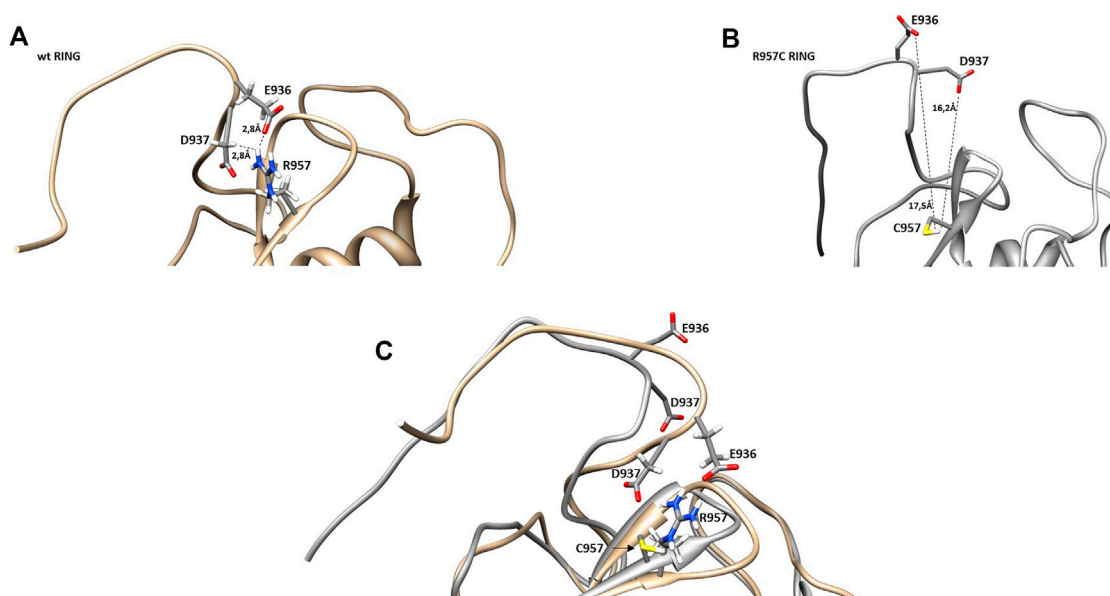 A
wt RING
E936
2,8Å
D937
2,8Å
R957
B
R957C RING
E936
D937
16,2Å
17,5Å
C957
C
E936
D937
E936
D937
R957
C957